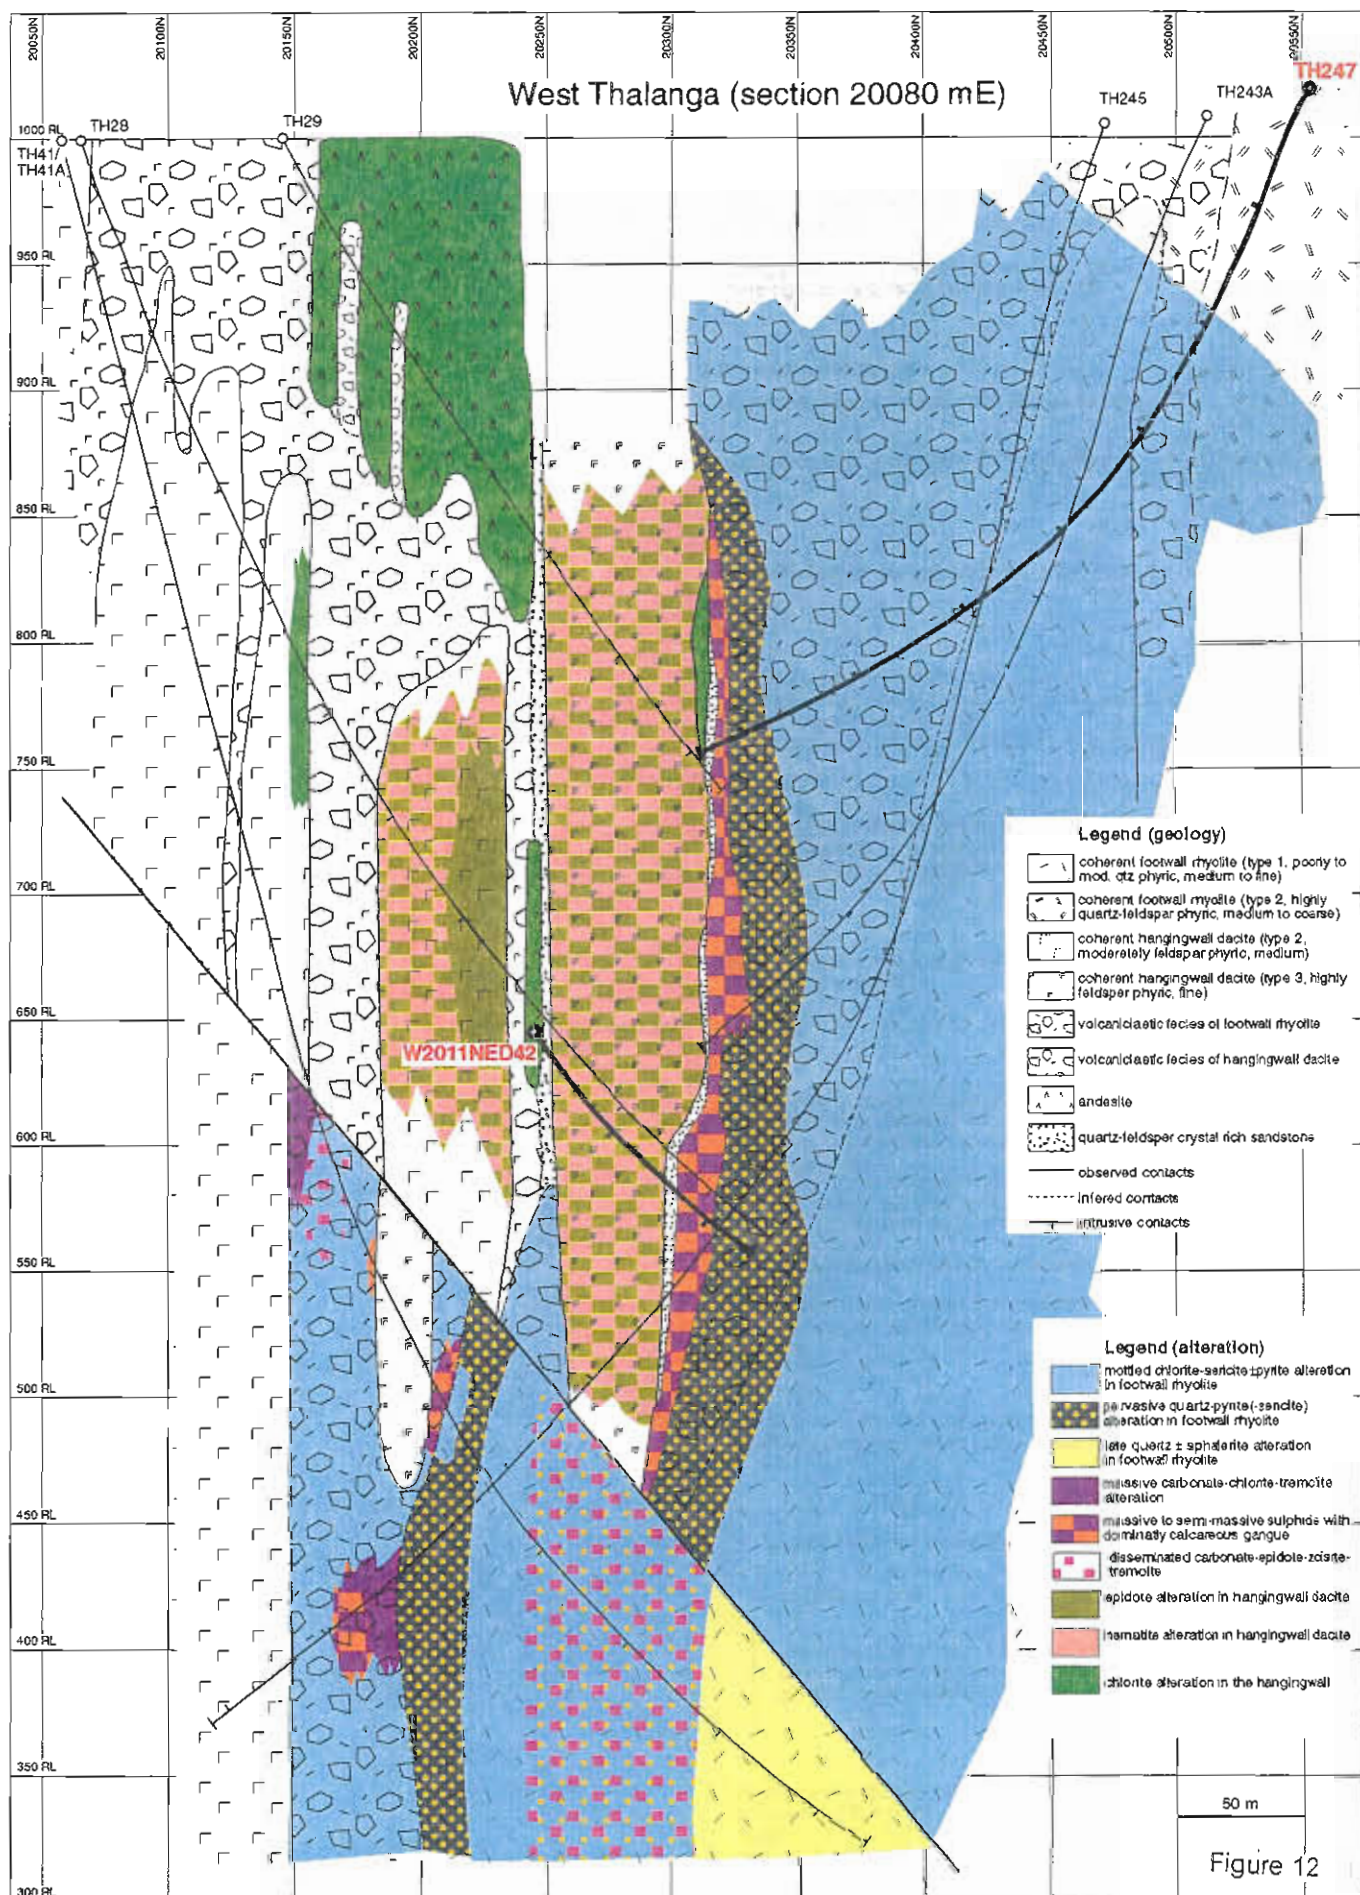 20050N
20100N
20150N
20200N
20250N
20300N
20350N
20400N
20450N
20500N
20550N
West Thalanga (section 20080 mE)
TH247
TH245
TH243A
TH28
TH29
TH41/
TH41A
1000 RL
950 RL
900 RL
850 RL
800 RL
750 RL
700 RL
650 RL
600 RL
550 RL
500 RL
450 RL
400 RL
350 RL
300 RL
W2011NED42
Legend (geology)
coherent footwall rhyolite (type 1, poorly to
mod. qtz phyric, medium to fine)
coherent footwall rhyolite (type 2, highly
quartz-feldspar phyric, medium to coarse)
coherent hangingwall dacite (type 2,
moderetely feldspar phyric, medium)
coherent hangingwall dacite (type 3, highly
feldsper phyric, fine)
volcaniclastic fecies of footwall rhyolite
volcaniclastic fecies of hangingwall dacite
andesite
quartz-feldsper crystal rich sandstone
observed contacts
infered contacts
intrusive contacts
Legend (alteration)
mottled chlorite-sericite±pyrite alteration
in footwall rhyolite
pervasive quartz-pyrite(-sericite)
alteration in footwall rhyolite
late quartz ± sphalerite alteration
in footwall rhyolite
massive carbonate-chlorite-tremolite
alteration
massive to semi-massive sulphide with
dominatly calcareous gangue
disseminated carbonate-epidote-zoisite-
tremolite
epidote alteration in hangingwall dacite
hematite alteration in hangingwall dacite
chlorite alteration in the hangingwall
50 m
Figure 12